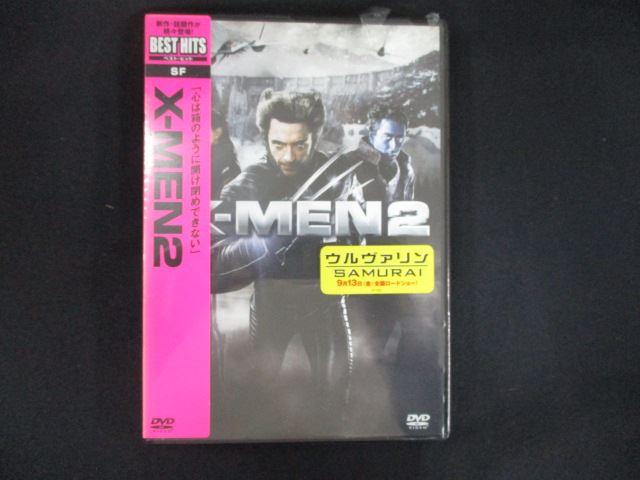 新作・話題作が
続々登場!
BEST HITS
ベスト・ヒット
SF
X-MEN2
「心は箱のように開け閉めできない」
DVD
VIDEO
X-MEN2
ウルヴァリン
SAMURAI
9月13日(金)全国ロードショー!
DVD
VIDEO